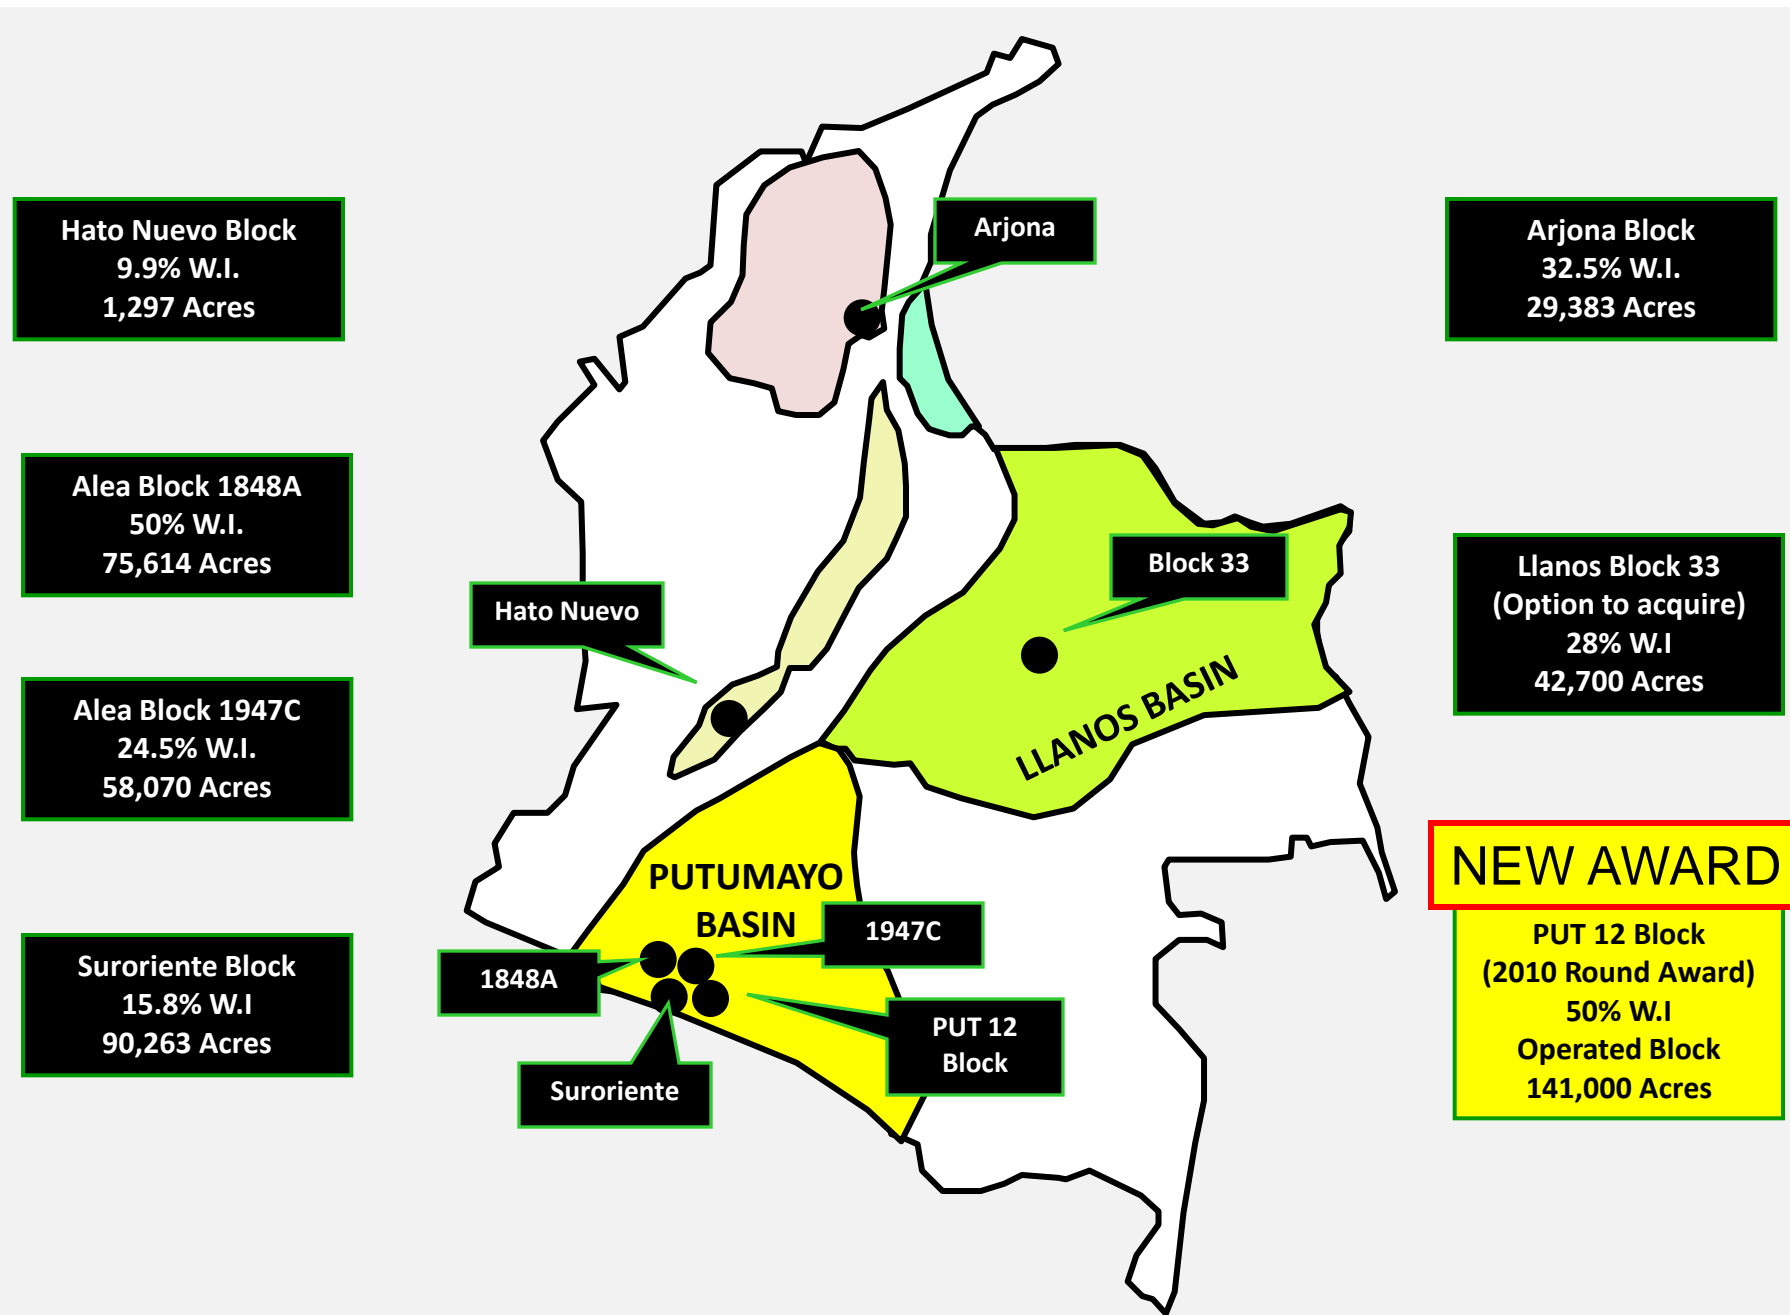 Hato Nuevo Block
9.9% W.I.
1,297 Acres
Alea Block 1848A
50% W.I.
75,614 Acres
Alea Block 1947C
24.5% W.I.
58,070 Acres
Suroriente Block
15.8% W.I
90,263 Acres
Arjona
Hato Nuevo
Block 33
LLANOS BASIN
PUTUMAYO
BASIN
1947C
1848A
PUT 12
Block
Suroriente
Arjona Block
32.5% W.I.
29,383 Acres
Llanos Block 33
(Option to acquire)
28% W.I
42,700 Acres
NEW AWARD
PUT 12 Block
(2010 Round Award)
50% W.I
Operated Block
141,000 Acres